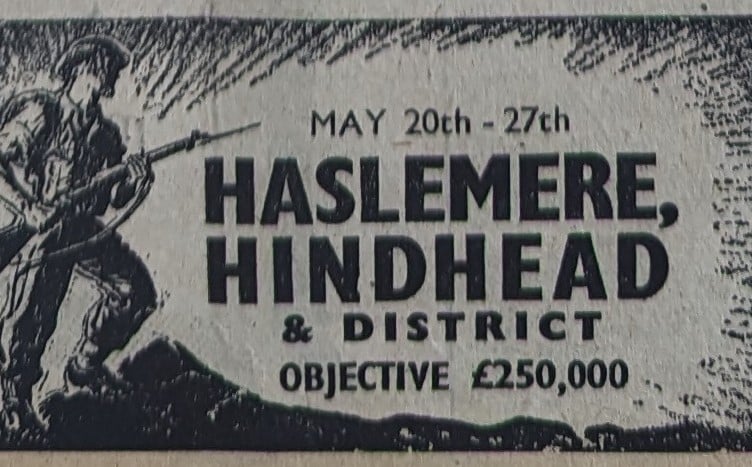 MAY 20th - 27th
HASLEMERE,
HINDHEAD
& DISTRICT
OBJECTIVE £250,000